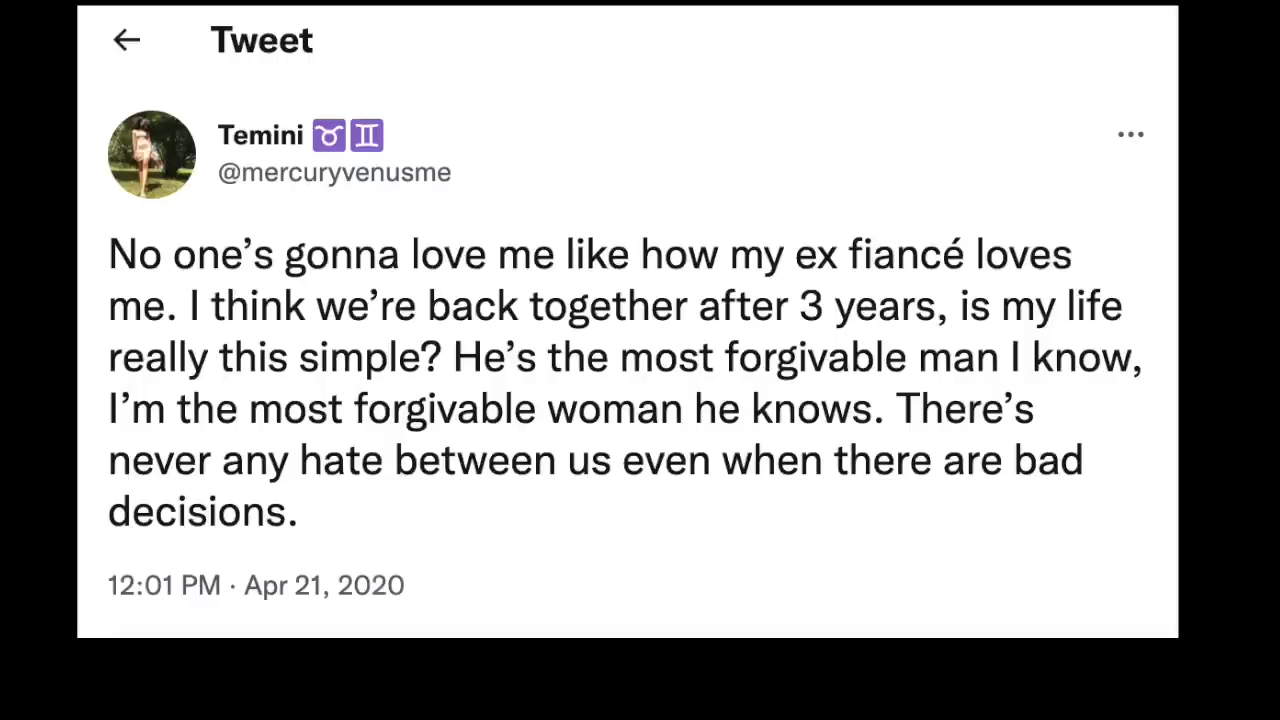 ← Tweet
Temini ♉♊
@mercuryvenusme
No one’s gonna love me like how my ex fiancé loves
me. I think we’re back together after 3 years, is my life
really this simple? He’s the most forgivable man I know,
I’m the most forgivable woman he knows. There’s
never any hate between us even when there are bad
decisions.
12:01 PM · Apr 21, 2020